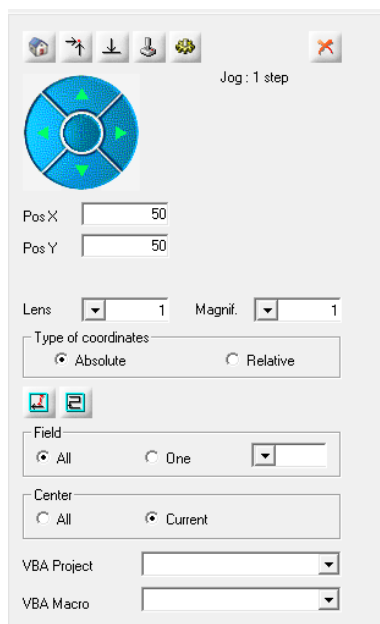 Jog : 1 step
Pos X 50
Pos Y 50
Lens 1 Magnif. 1
Type of coordinates
Absolute Relative
Field
All One
Center
All Current
VBA Project
VBA Macro